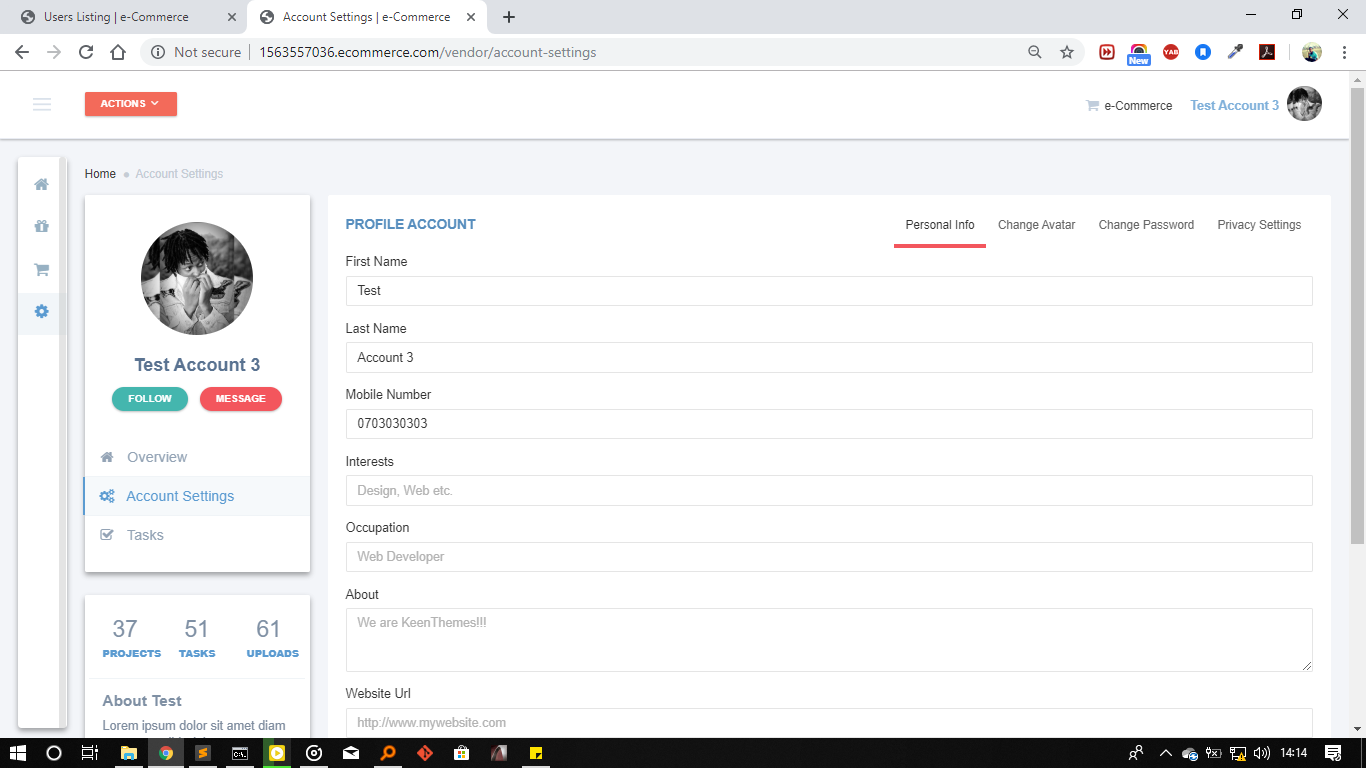 Users Listing | e-Commerce
Account Settings | e-Commerce
Not secure
1563557036.ecommerce.com/vendor/account-settings
YAB
New
ACTIONS
e-Commerce
Test Account 3
Home
Account Settings
Test Account 3
FOLLOW
MESSAGE
Overview
Account Settings
Tasks
37 51 61
PROJECTS TASKS UPLOADS
About Test
Lorem ipsum dolor sit amet diam
PROFILE ACCOUNT
Personal Info
Change Avatar
Change Password
Privacy Settings
First Name
Test
Last Name
Account 3
Mobile Number
0703030303
Interests
Design, Web etc.
Occupation
Web Developer
About
We are KeenThemes!!!
Website Url
http://www.mywebsite.com
14:14